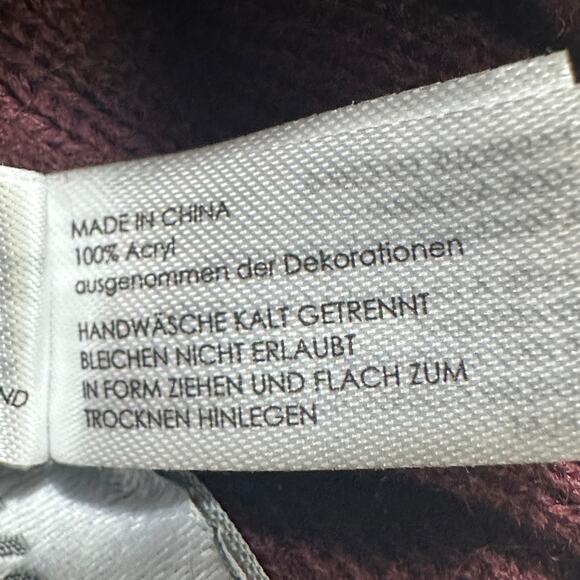 MADE IN CHINA
100% Acryl
ausgenommen der Dekorationen
HANDWÄSCHE KALT GETRENNT
BLEICHEN NICHT ERLAUBT
IN FORM ZIEHEN UND FLACH ZUM
TROCKNEN HINLEGEN
ND